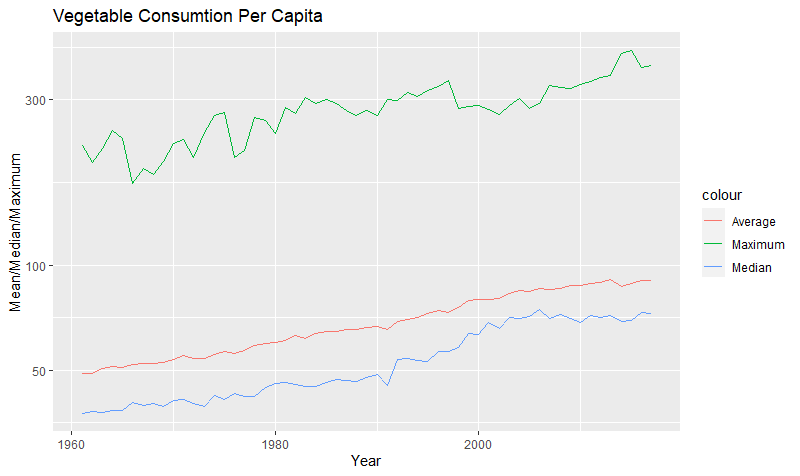 Vegetable Consumtion Per Capita
Mean/Median/Maximum
300
100
50
1960
1980
2000
Year
colour
Average
Maximum
Median